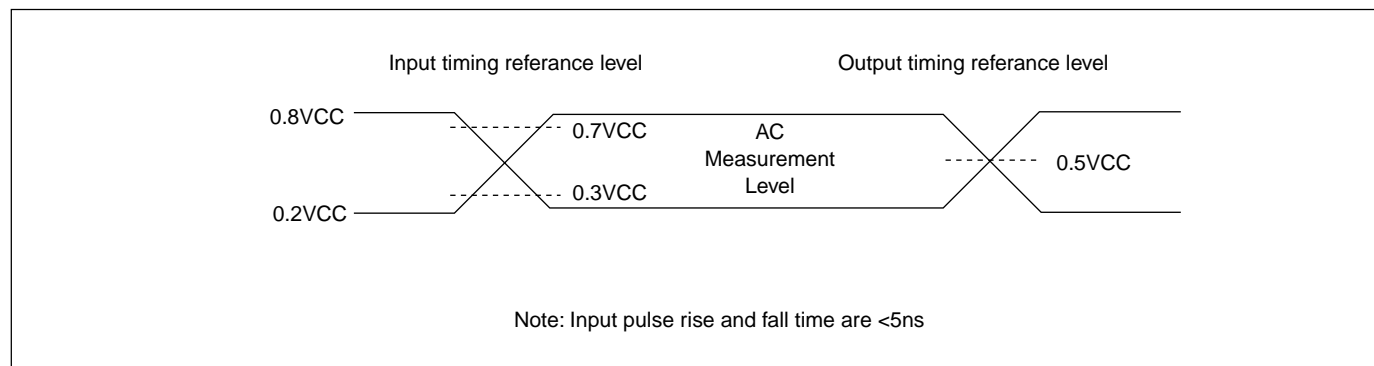 Input timing referance level
Output timing referance level
0.8VCC
0.7VCC
AC
Measurement
Level
0.5VCC
0.3VCC
0.2VCC
Note: Input pulse rise and fall time are <5ns